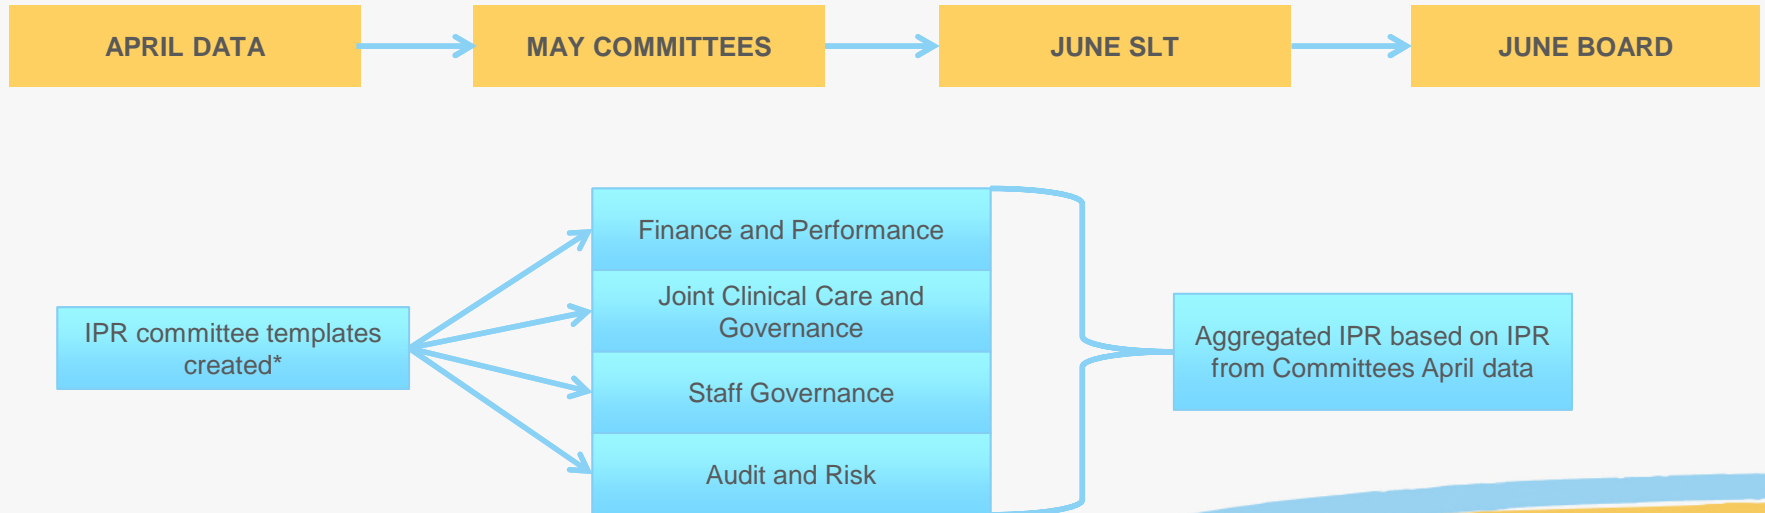 APRIL DATA
MAY COMMITTEES
JUNE SLT
JUNE BOARD
Finance and Performance
Joint Clinical Care and
Governance
IPR committee templates
created*
Staff Governance
Audit and Risk
Aggregated IPR based on IPR
from Committees April data